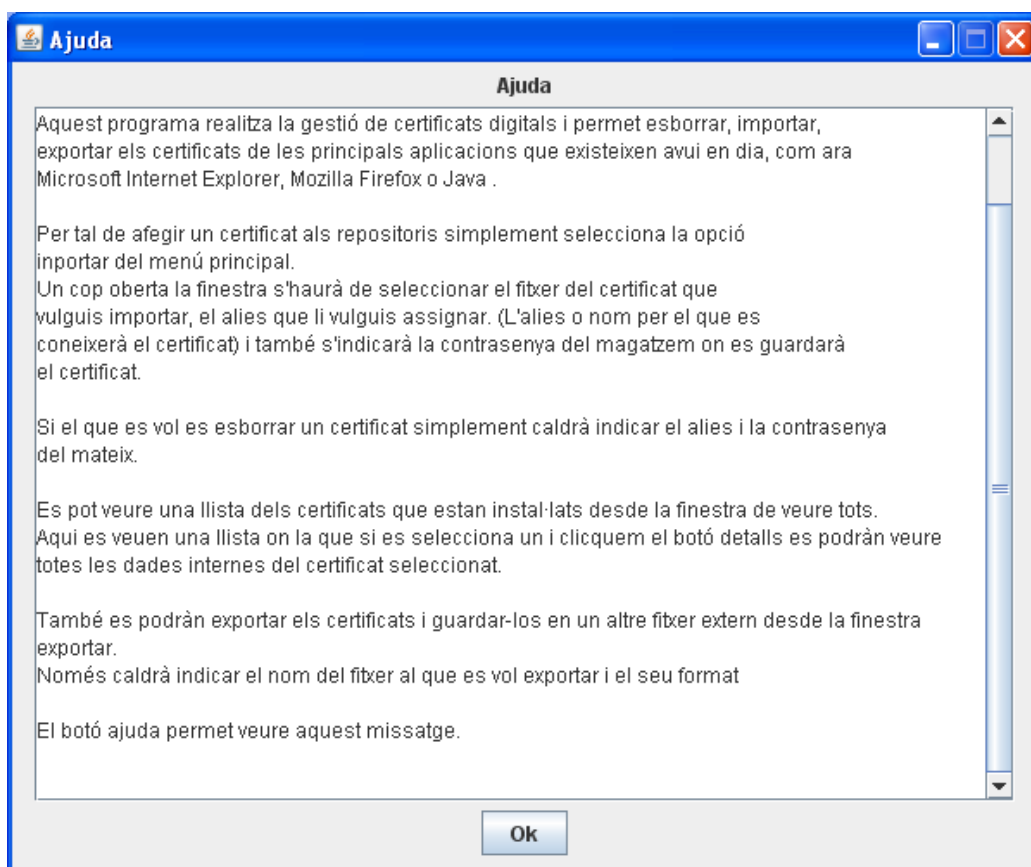 Ajuda
Ajuda
Aquest programa realitza la gestió de certificats digitals i permet esborrar, importar,
exportar els certificats de les principals aplicacions que existeixen avui en dia, com ara
Microsoft Internet Explorer, Mozilla Firefox o Java .
Per tal de afegir un certificat als repositoris simplement selecciona la opció
inportar del menú principal.
Un cop oberta la finestra s'haurà de seleccionar el fitxer del certificat que
vulguis importar, el alies que li vulguis assignar. (L'alies o nom per el que es
coneixerà el certificat) i també s'indicarà la contrasenya del magatzem on es guardarà
el certificat.
Si el que es vol es esborrar un certificat simplement caldrà indicar el alies i la contrasenya
del mateix.
Es pot veure una llista dels certificats que estan instal·lats desde la finestra de veure tots.
Aqui es veuen una llista on la que si es selecciona un i clicquem el botó detalls es podràn veure
totes les dades internes del certificat seleccionat.
També es podràn exportar els certificats i guardar-los en un altre fitxer extern desde la finestra
exportar.
Només caldrà indicar el nom del fitxer al que es vol exportar i el seu format
El botó ajuda permet veure aquest missatge.
Ok